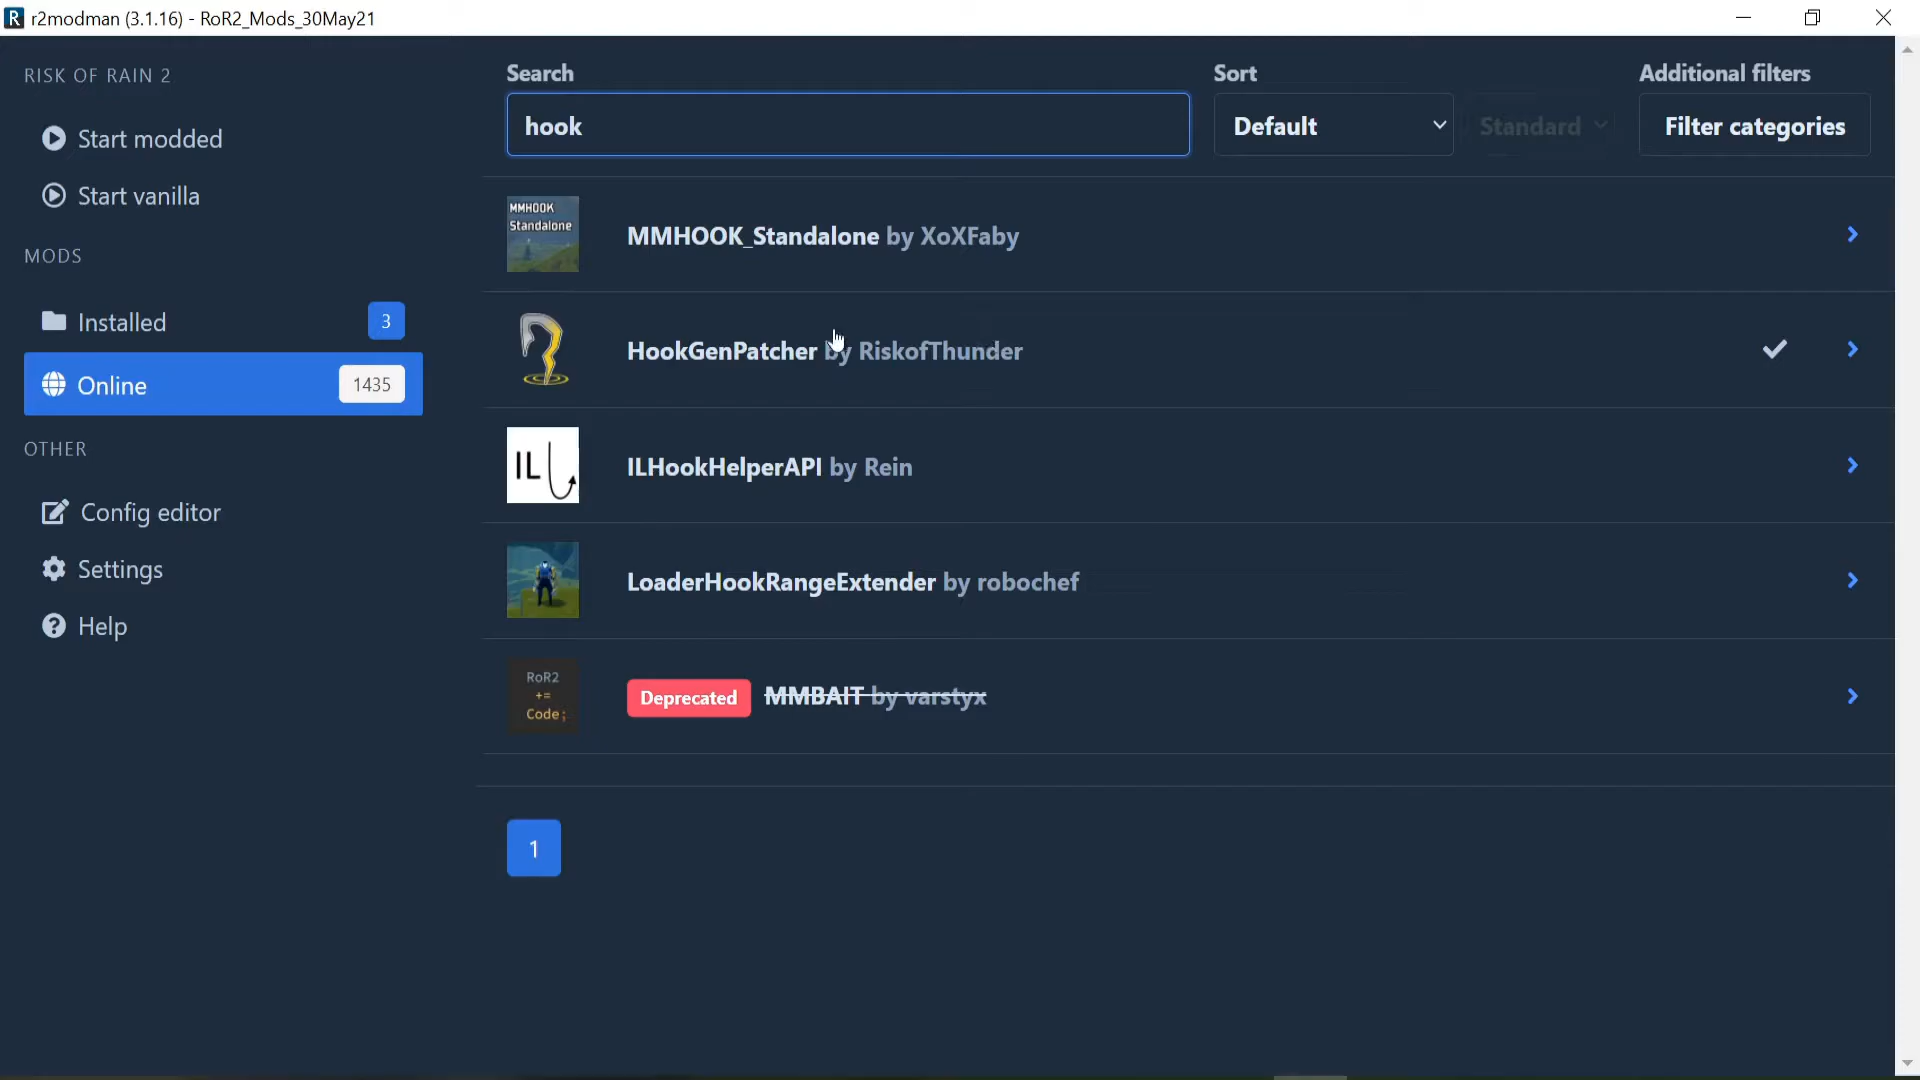 r2modman (3.1.16) - RoR2_Mods_30May21
RISK OF RAIN 2
Start modded
Start vanilla
MODS
Installed 3
Online 1435
OTHER
Config editor
Settings
Help
Search
hook
Sort
Default
Standard
Additional filters
Filter categories
MMHOOK
Standalone
MMHOOK_Standalone by XoXFaby
HookGenPatcher by RiskofThunder
IL
ILHookHelperAPI by Rein
LoaderHookRangeExtender by robochef
RoR2
+=
Code;
Deprecated MMBAIT by varstyx
1